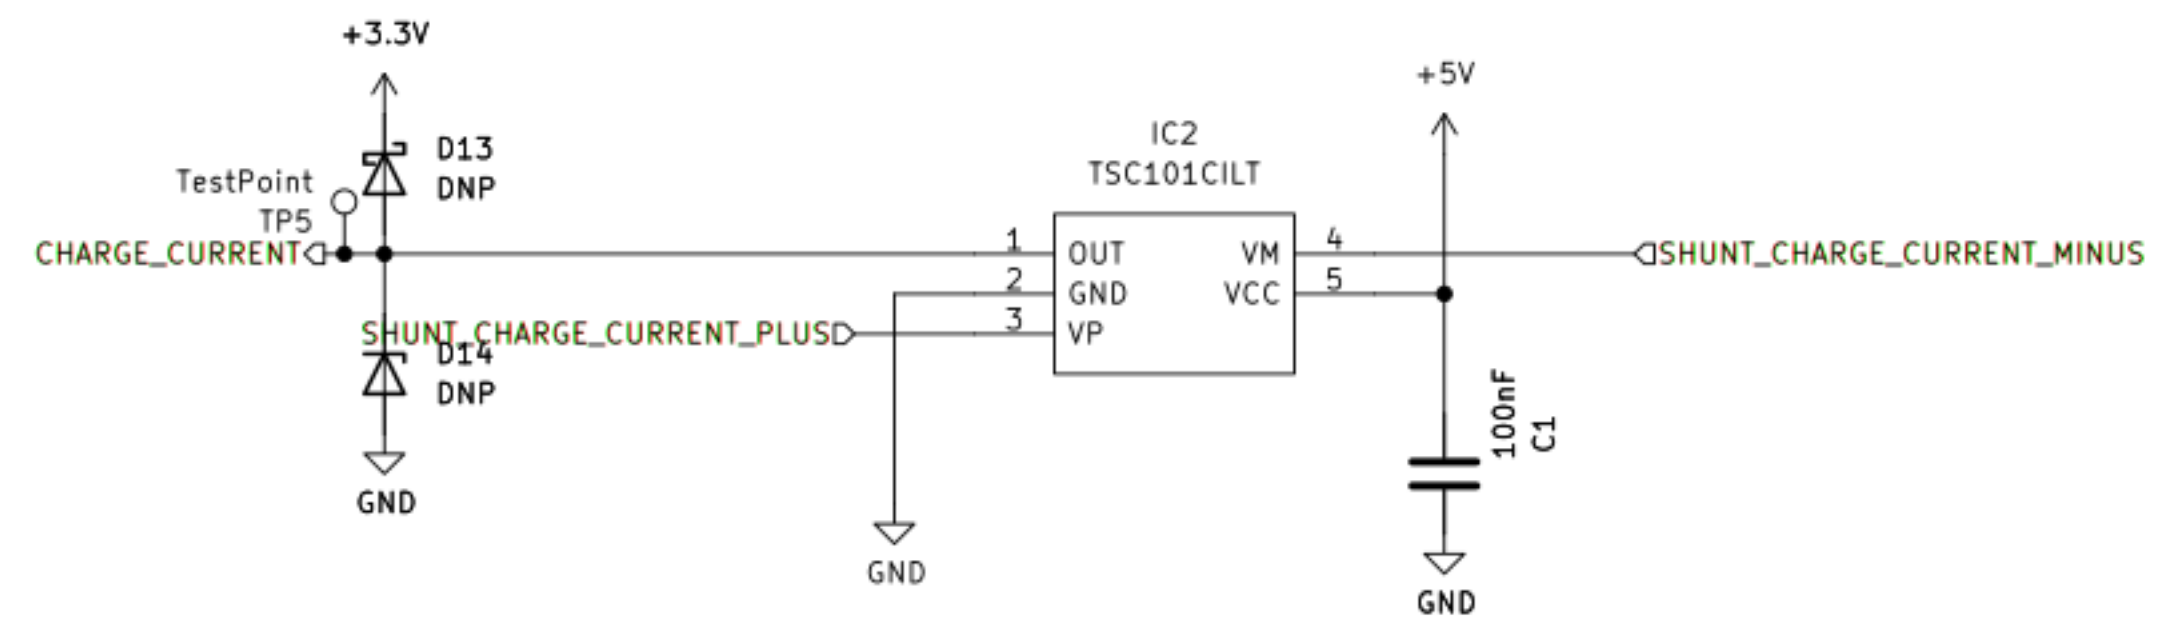 +3.3V
+5V
IC2
TSC101CILT
D13
DNP
TestPoint
TP5
CHARGE_CURRENT
1
OUT
VM
4
SHUNT_CHARGE_CURRENT_MINUS
2
GND
VCC
5
SHUNT_CHARGE_CURRENT_PLUS
3
VP
D14
DNP
100nF
C1
GND
GND
GND